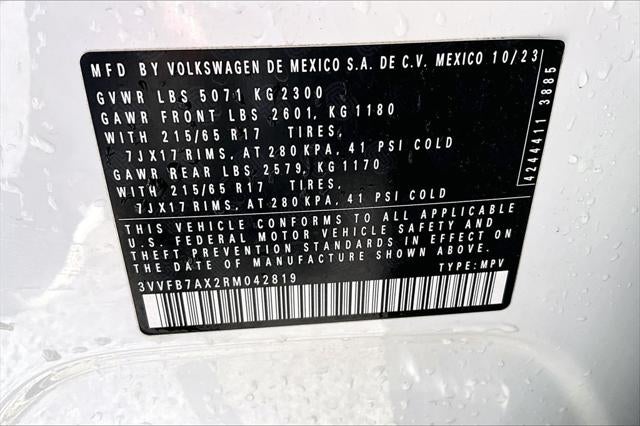 MFD BY VOLKSWAGEN DE MEXICO S.A. DE C.V. MEXICO 10/23
GVWR LBS 5071 KG 2300
GAWR FRONT LBS 2601, KG 1180
WITH 215/65 R17 TIRES,
7JX17 RIMS, AT 280 KPA, 41 PSI COLD
GAWR REAR LBS 2579, KG 1170
WITH 215/65 R17 TIRES,
7JX17 RIMS, AT 280 KPA, 41 PSI COLD
THIS VEHICLE CONFORMS TO ALL APPLICABLE
U.S. FEDERAL MOTOR VEHICLE SAFETY AND
THEFT PREVENTION STANDARDS IN EFFECT ON
THE DATE OF MANUFACTURE SHOWN ABOVE.
3VVFB7AX2RM042819 TYPE: MPV
4244411 3885